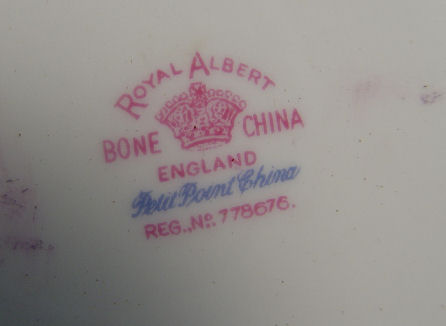 ROYAL ALBERT
BONE CHINA
ENGLAND
Petit Point China
REG., No. 778676.